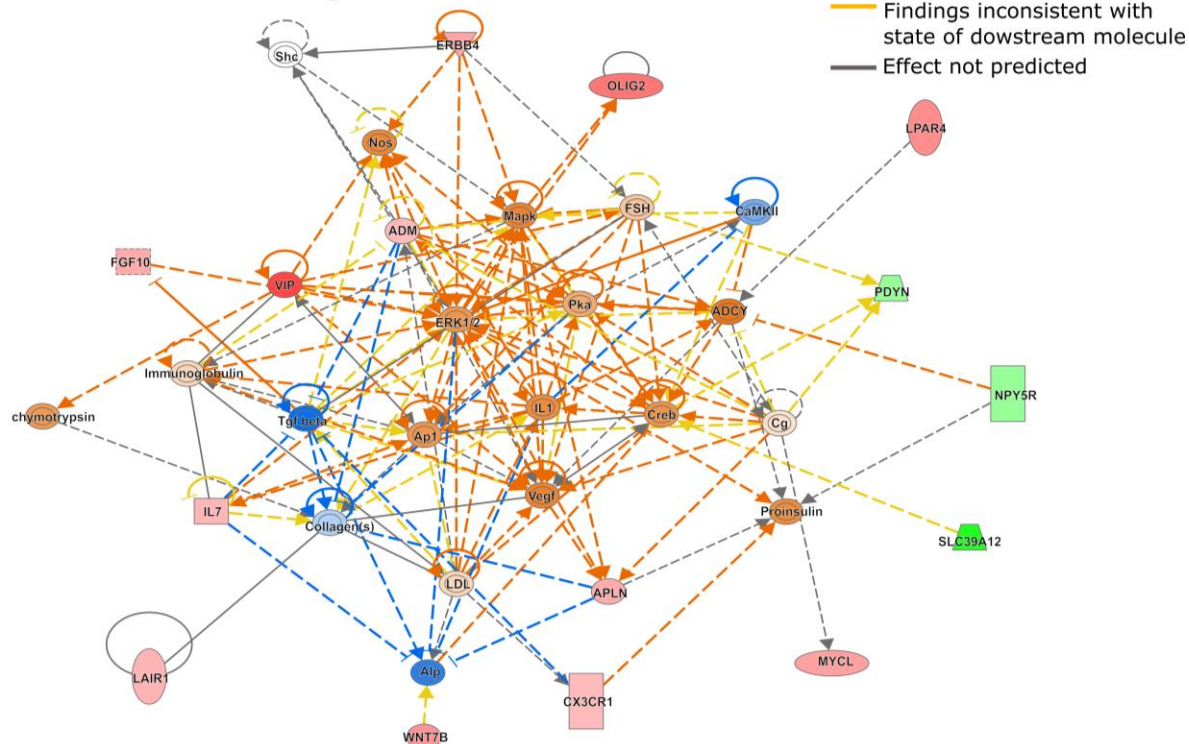 Findings inconsistent with
state of dowstream molecule
Effect not predicted
Shc
ERBB4
OLIG2
LPAR4
Nos
Mapk
FSH
CaMKII
ADM
FGF10
VIP
PDYN
Pka
ADCY
ERK1/2
Immunoglobulin
NPY5R
chymotrypsin
Tgf beta
IL1
Creb
Cg
Ap1
Vegf
IL7
Collagen(s)
Proinsulin
SLC39A12
LDL
APLN
MYCL
Alp
LAIR1
CX3CR1
WNT7B